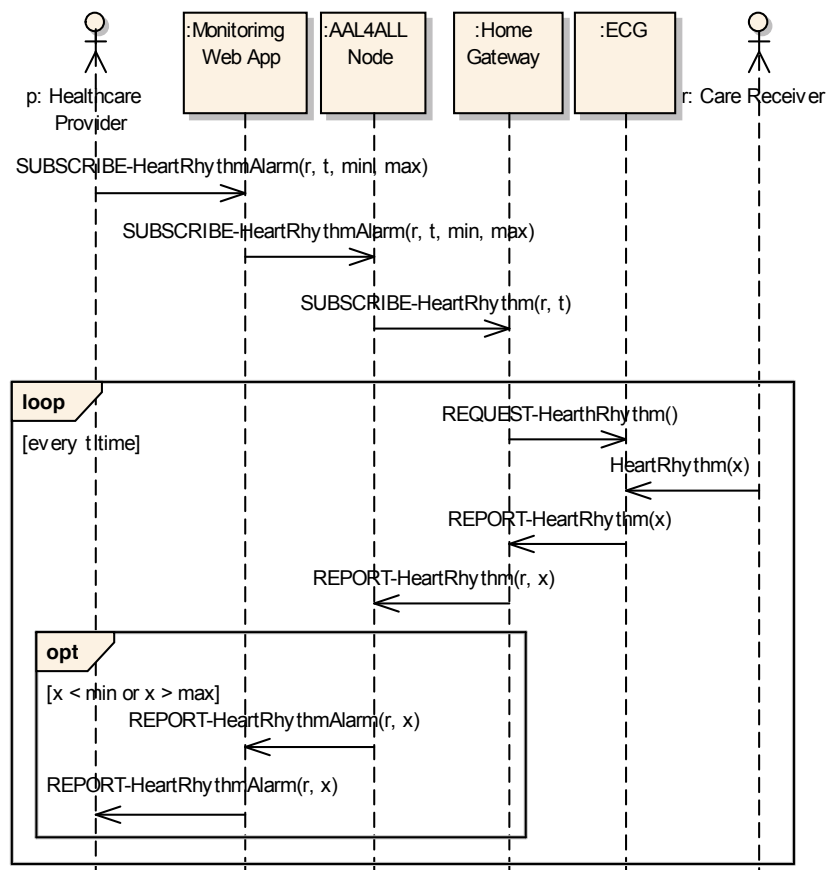 :Monitorimg
Web App
:AAL4ALL
Node
:Home
Gateway
:ECG
p: Healthcare
Provider
r: Care Receiver
SUBSCRIBE-HeartRhythmAlarm(r, t, min, max)
SUBSCRIBE-HeartRhythmAlarm(r, t, min, max)
SUBSCRIBE-HeartRhythm(r, t)
loop
[every t time]
REQUEST-HearthRhythm()
HeartRhythm(x)
REPORT-HeartRhythm(x)
REPORT-HeartRhythm(r, x)
opt
[x < min or x > max]
REPORT-HeartRhythmAlarm(r, x)
REPORT-HeartRhythmAlarm(r, x)